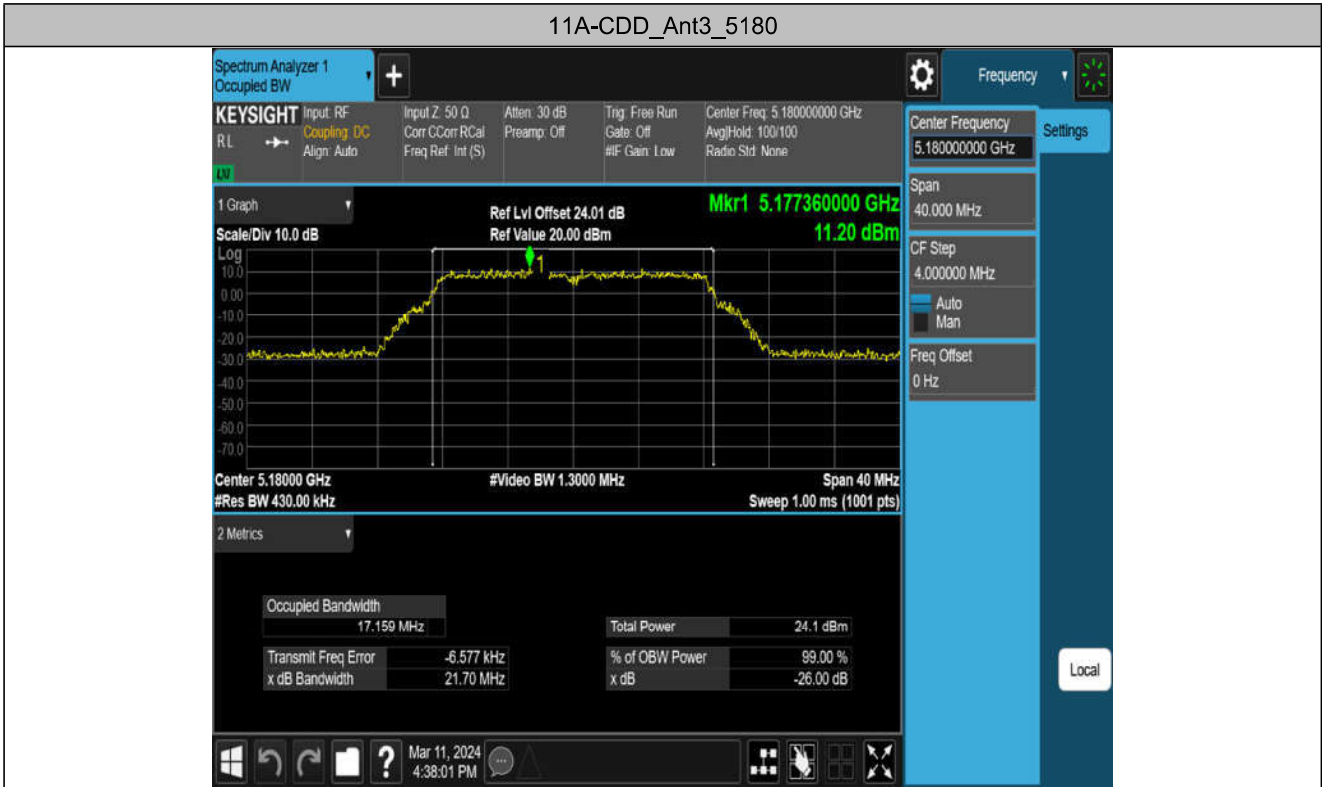 11A-CDD_Ant3_5180
Spectrum Analyzer 1
Occupied BW
+
Frequency
KEYSIGHT
R L
LXI
Input: RF
Coupling: DC
Align: Auto
Input Z: 50 Ω
Corr CCorr RCal
Freq Ref: Int (S)
Atten: 30 dB
Preamp: Off
Trig: Free Run
Gate: Off
#IF Gain: Low
Center Freq: 5.180000000 GHz
Avg|Hold: 100/100
Radio Std: None
Center Frequency
5.180000000 GHz
Settings
Span
40.000 MHz
CF Step
4.000000 MHz
Auto
Man
Freq Offset
0 Hz
Local
1 Graph
Scale/Div 10.0 dB
Ref Lvl Offset 24.01 dB
Ref Value 20.00 dBm
Mkr1 5.177360000 GHz
11.20 dBm
Log
10.0
0.00
-10.0
-20.0
-30.0
-40.0
-50.0
-60.0
-70.0
1
Center 5.18000 GHz
#Res BW 430.00 kHz
#Video BW 1.3000 MHz
Span 40 MHz
Sweep 1.00 ms (1001 pts)
2 Metrics
Occupied Bandwidth
17.159 MHz
Total Power 24.1 dBm
Transmit Freq Error -6.577 kHz
% of OBW Power 99.00 %
x dB Bandwidth 21.70 MHz
x dB -26.00 dB
?
Mar 11, 2024
4:38:01 PM